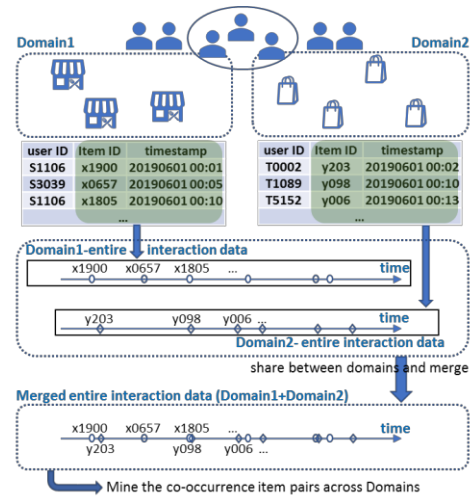 Domain1
Domain2
user ID Item ID timestamp
S1106 x1900 20190601 00:01
S3039 x0657 20190601 00:05
S1106 x1805 20190601 00:10
...
user ID Item ID timestamp
T0002 y203 20190601 00:02
T1089 y098 20190601 00:10
T5152 y006 20190601 00:13
...
Domain1-entire interaction data
x1900 x0657 x1805 ... time
y203 y098 y006 ... time
Domain2- entire interaction data
share between domains and merge
Merged entire interaction data (Domain1+Domain2)
x1900 x0657 x1805 ... time
y203 y098 y006 ...
Mine the co-occurrence item pairs across Domains